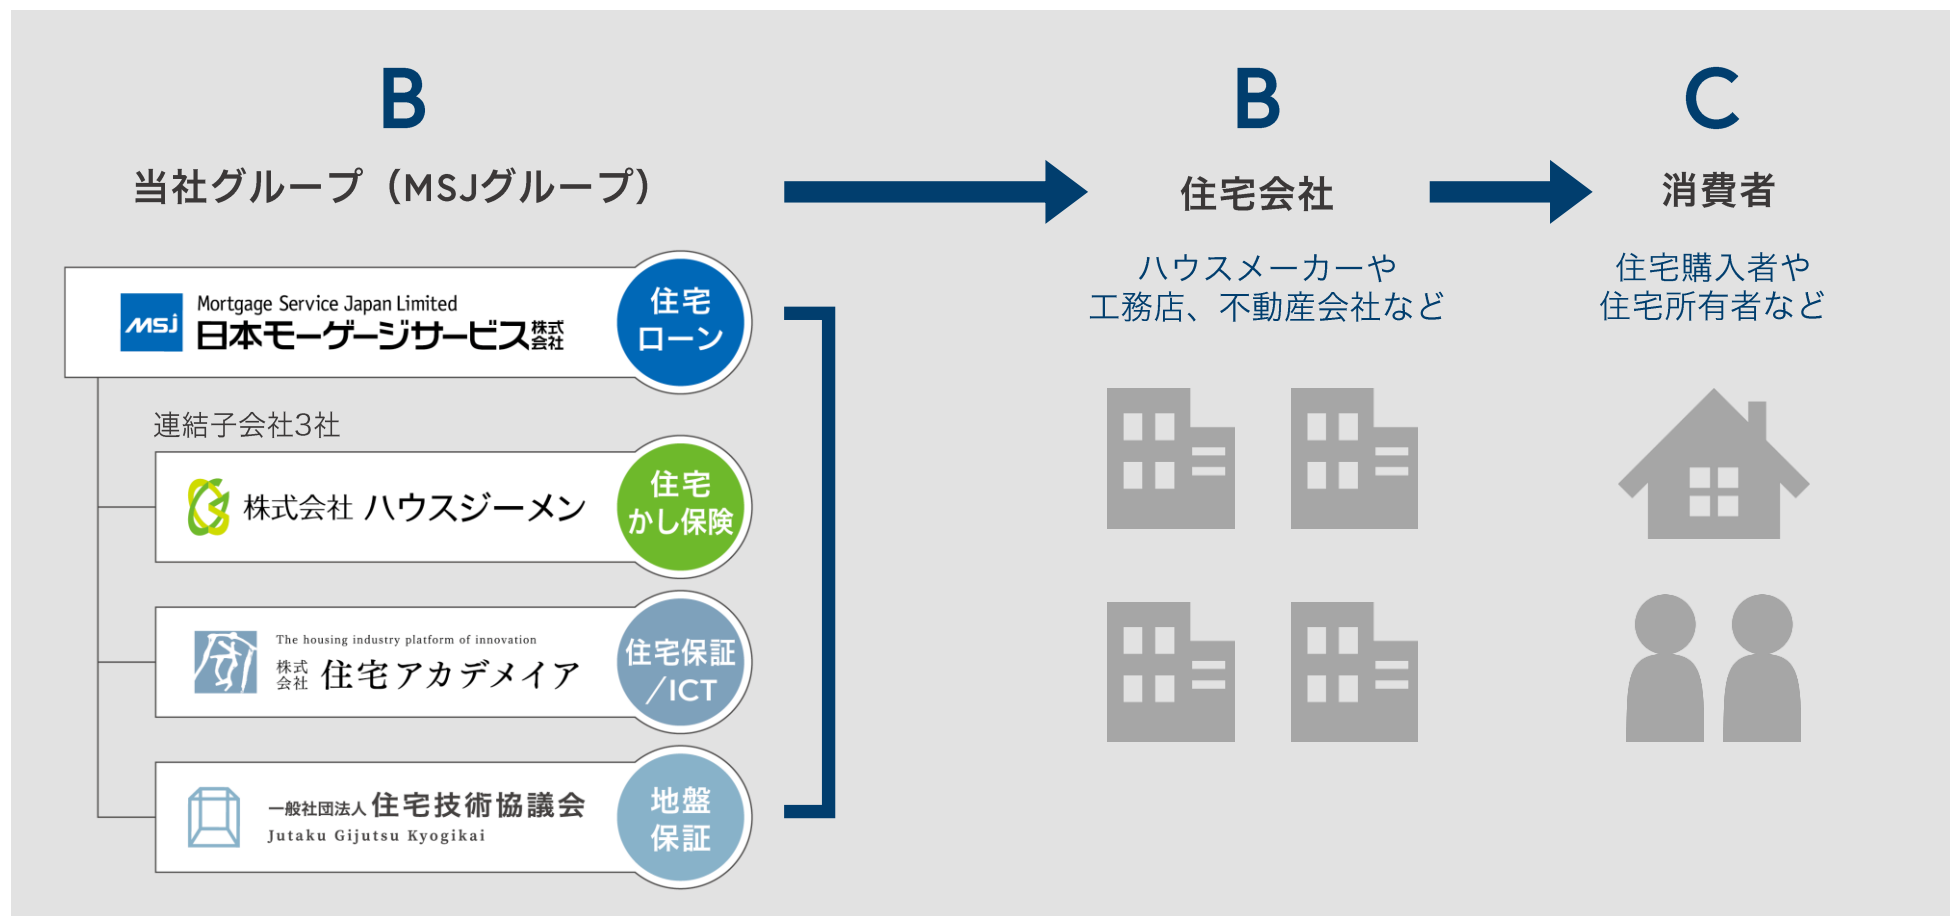 B
当社グループ（MSJグループ）
MSJ
Mortgage Service Japan Limited
日本モーゲージサービス株式会社
住宅
ローン
連結子会社3社
株式会社 ハウスジーメン
住宅
かし保険
The housing industry platform of innovation
株式会社 住宅アカデメイア
住宅保証
/ICT
一般社団法人 住宅技術協議会
Jutaku Gijutsu Kyogikai
地盤
保証
B
住宅会社
ハウスメーカーや
工務店、不動産会社など
C
消費者
住宅購入者や
住宅所有者など